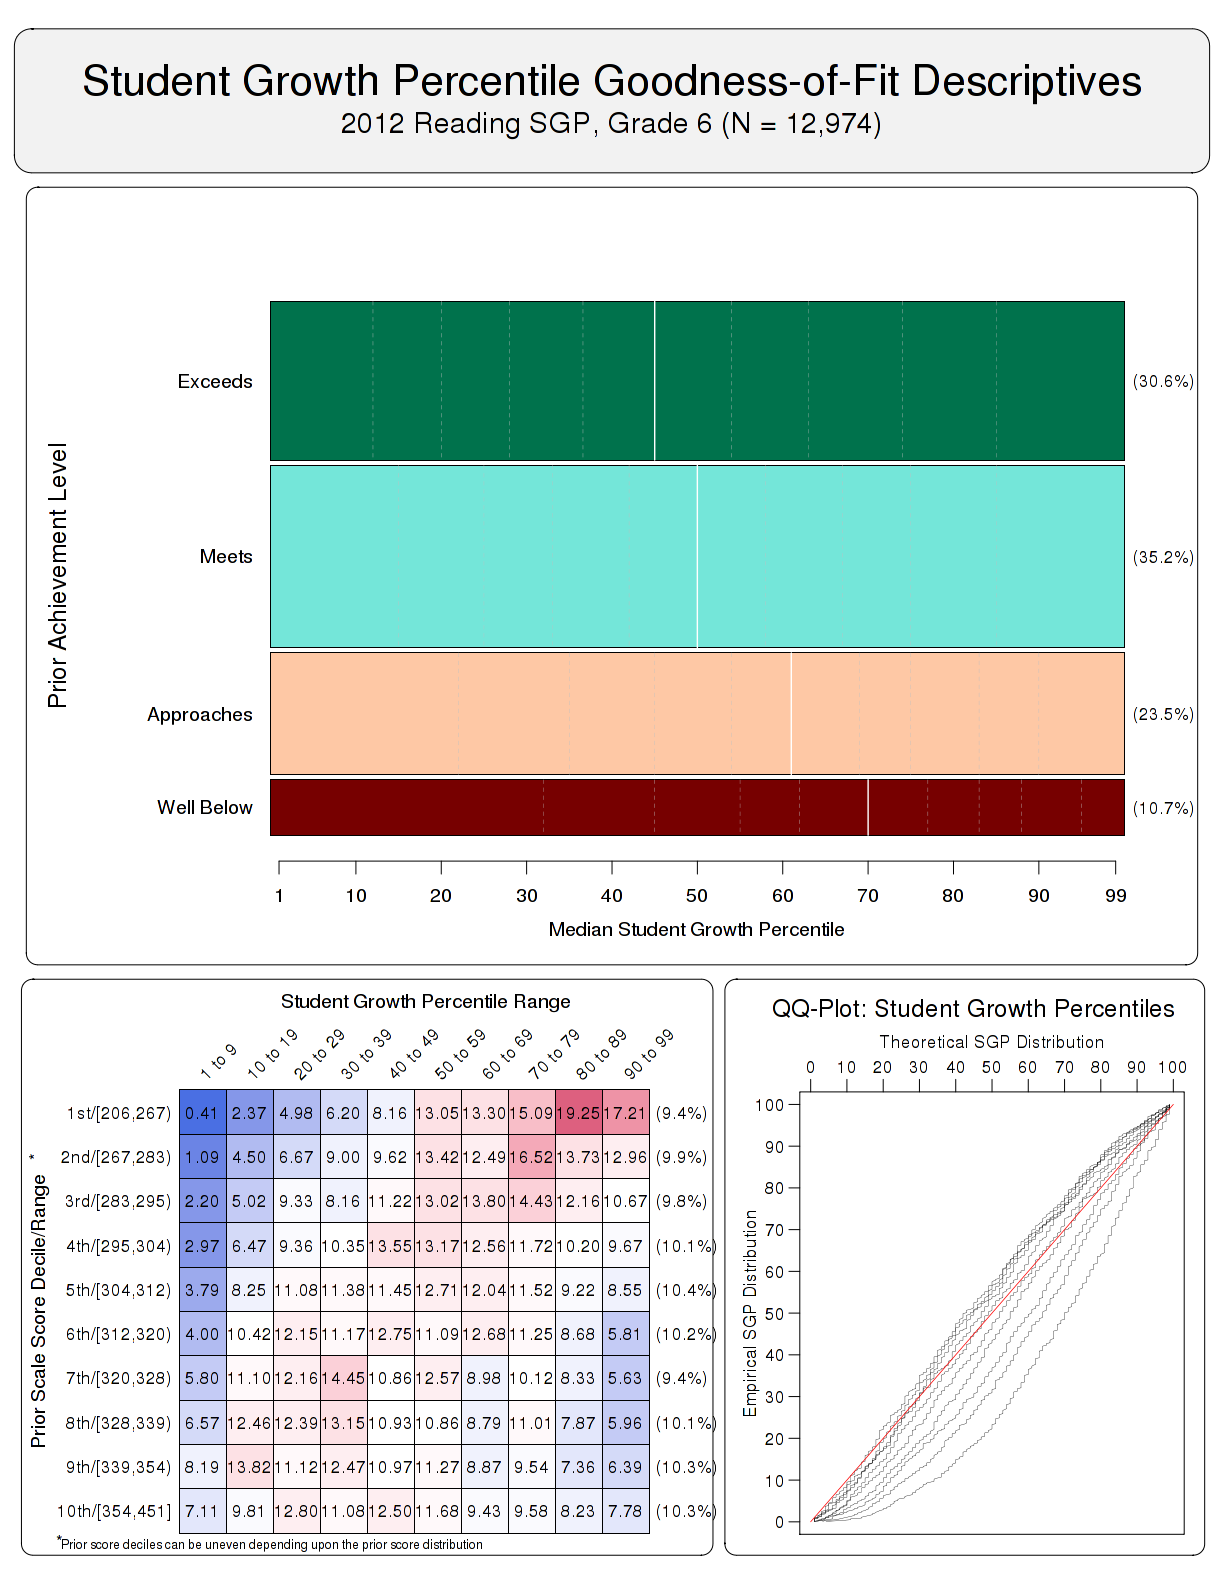 Student Growth Percentile Goodness-of-Fit Descriptives
2012 Reading SGP, Grade 6 (N = 12,974)
Prior Achievement Level
Exceeds (30.6%)
Meets (35.2%)
Approaches (23.5%)
Well Below (10.7%)
1 10 20 30 40 50 60 70 80 90 99
Median Student Growth Percentile
Student Growth Percentile Range
1 to 9 10 to 19 20 to 29 30 to 39 40 to 49 50 to 59 60 to 69 70 to 79 80 to 89 90 to 99
Prior Scale Score Decile/Range *
1st/[206,267) 0.41 2.37 4.98 6.20 8.16 13.05 13.30 15.09 19.25 17.21 (9.4%)
2nd/[267,283) 1.09 4.50 6.67 9.00 9.62 13.42 12.49 16.52 13.73 12.96 (9.9%)
3rd/[283,295) 2.20 5.02 9.33 8.16 11.22 13.02 13.80 14.43 12.16 10.67 (9.8%)
4th/[295,304) 2.97 6.47 9.36 10.35 13.55 13.17 12.56 11.72 10.20 9.67 (10.1%)
5th/[304,312) 3.79 8.25 11.08 11.38 11.45 12.71 12.04 11.52 9.22 8.55 (10.4%)
6th/[312,320) 4.00 10.42 12.15 11.17 12.75 11.09 12.68 11.25 8.68 5.81 (10.2%)
7th/[320,328) 5.80 11.10 12.16 14.45 10.86 12.57 8.98 10.12 8.33 5.63 (9.4%)
8th/[328,339) 6.57 12.46 12.39 13.15 10.93 10.86 8.79 11.01 7.87 5.96 (10.1%)
9th/[339,354) 8.19 13.82 11.12 12.47 10.97 11.27 8.87 9.54 7.36 6.39 (10.3%)
10th/[354,451] 7.11 9.81 12.80 11.08 12.50 11.68 9.43 9.58 8.23 7.78 (10.3%)
*Prior score deciles can be uneven depending upon the prior score distribution
QQ-Plot: Student Growth Percentiles
Theoretical SGP Distribution
0 10 20 30 40 50 60 70 80 90 100
Empirical SGP Distribution
100
90
80
70
60
50
40
30
20
10
0